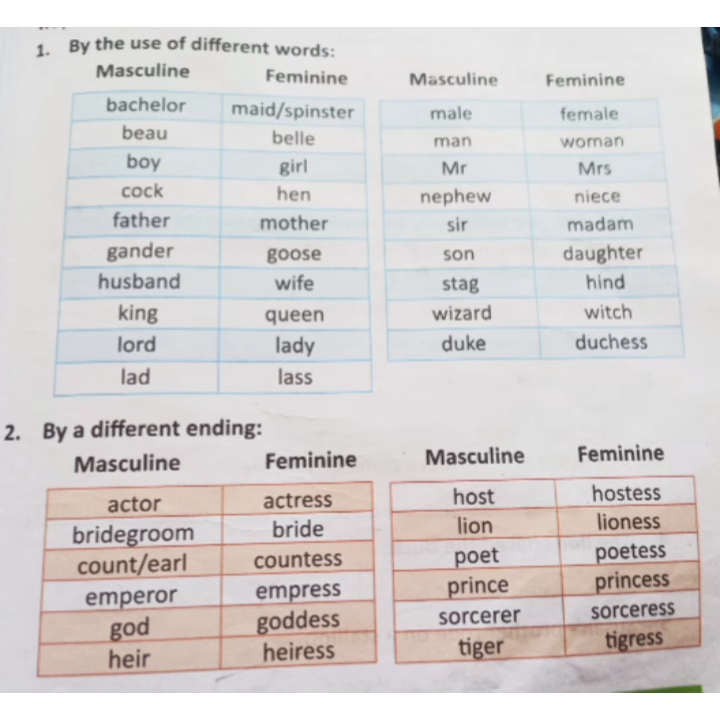 1. By the use of different words:
Masculine Feminine
bachelor maid/spinster
beau belle
boy girl
cock hen
father mother
gander goose
husband wife
king queen
lord lady
lad lass
Masculine Feminine
male female
man woman
Mr Mrs
nephew niece
sir madam
son daughter
stag hind
wizard witch
duke duchess
2. By a different ending:
Masculine Feminine
actor actress
bridegroom bride
count/earl countess
emperor empress
god goddess
heir heiress
Masculine Feminine
host hostess
lion lioness
poet poetess
prince princess
sorcerer sorceress
tiger tigress